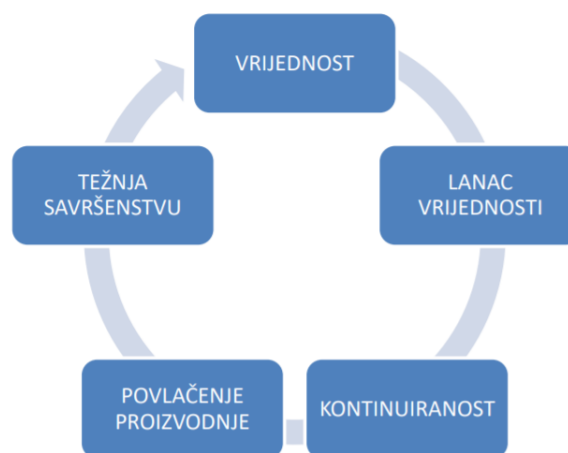 VRIJEDNOST
LANAC
VRIJEDNOSTI
KONTINUIRANOST
POVLAČENJE
PROIZVODNJE
TEŽNJA
SAVRŠENSTVU